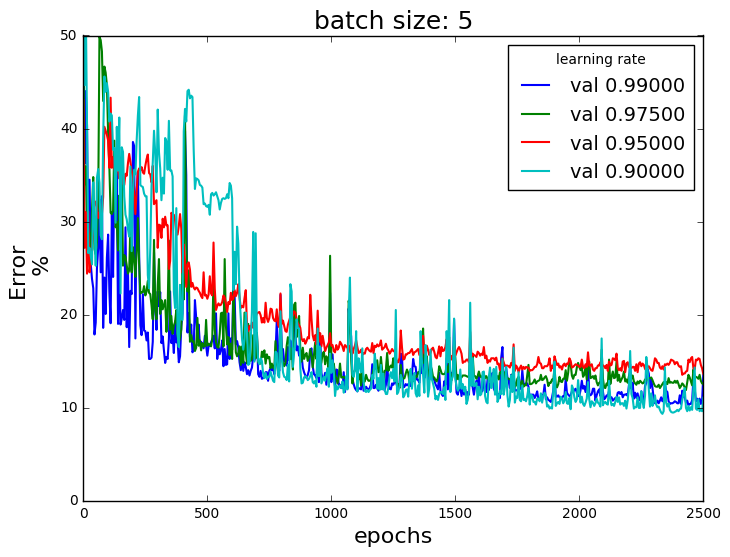 batch size: 5
50
40
30
20
10
0
Error
%
learning rate
val 0.99000
val 0.97500
val 0.95000
val 0.90000
0
500
1000
1500
2000
2500
epochs